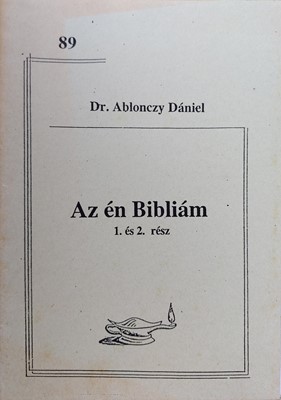 89
Dr. Ablonczy Dániel
Az én Bibliám
1. és 2. rész